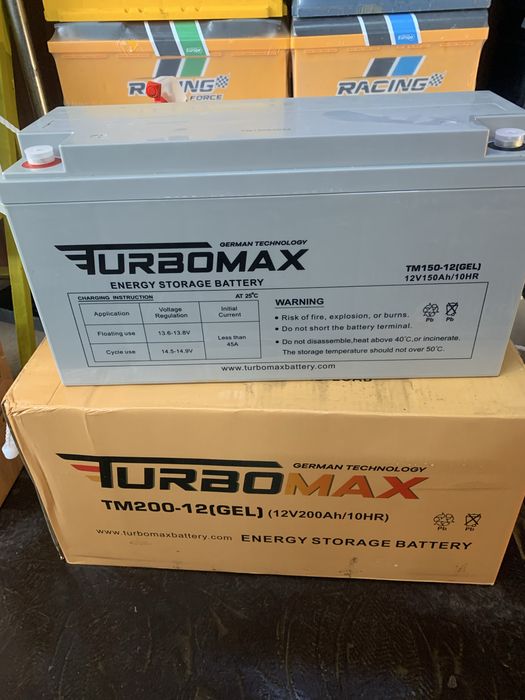 RACING
FORCE
RACING
GERMAN TECHNOLOGY
TURBOMAX
ENERGY STORAGE BATTERY
TM150-12(GEL)
12V150Ah/10HR
CHARGING INSTRUCTION AT 25℃
Application Voltage Regulation Initial Current
Floating use 13.6-13.8V Less than 45A
Cycle use 14.5-14.9V
WARNING
• Risk of fire, explosion, or burns.
• Do not short the battery terminal.
• Do not disassemble,heat above 40℃,or incinerate.
The storage temperature should not over 50℃.
Pb Pb
www.turbomaxbattery.com
GERMAN TECHNOLOGY
TURBOMAX
TM200-12(GEL) (12V200Ah/10HR)
Pb Pb
www.turbomaxbattery.com ENERGY STORAGE BATTERY